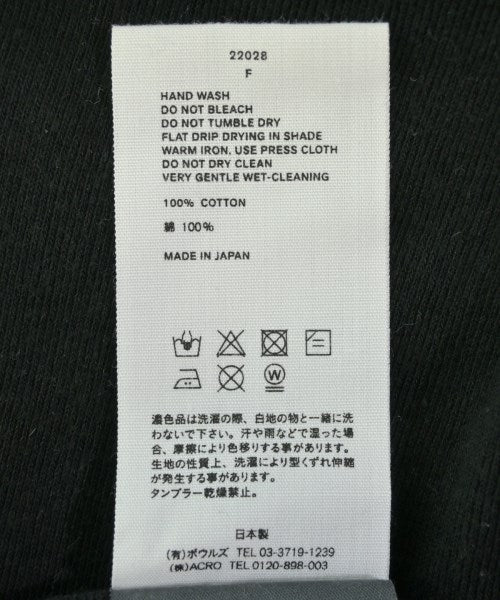 22028
F
HAND WASH
DO NOT BLEACH
DO NOT TUMBLE DRY
FLAT DRIP DRYING IN SHADE
WARM IRON, USE PRESS CLOTH
DO NOT DRY CLEAN
VERY GENTLE WET-CLEANING
100% COTTON
綿 100%
MADE IN JAPAN
W
濃色品は洗濯の際、白地の物と一緒に洗
わないで下さい。汗や雨などで湿った場
合、摩擦により色移りする事があります。
生地の性質上、洗濯により型くずれ伸縮
が発生する事があります。
タンブラー乾燥禁止。
日本製
(有)ボウルズ TEL 03-3719-1239
(株)ACRO TEL 0120-898-003